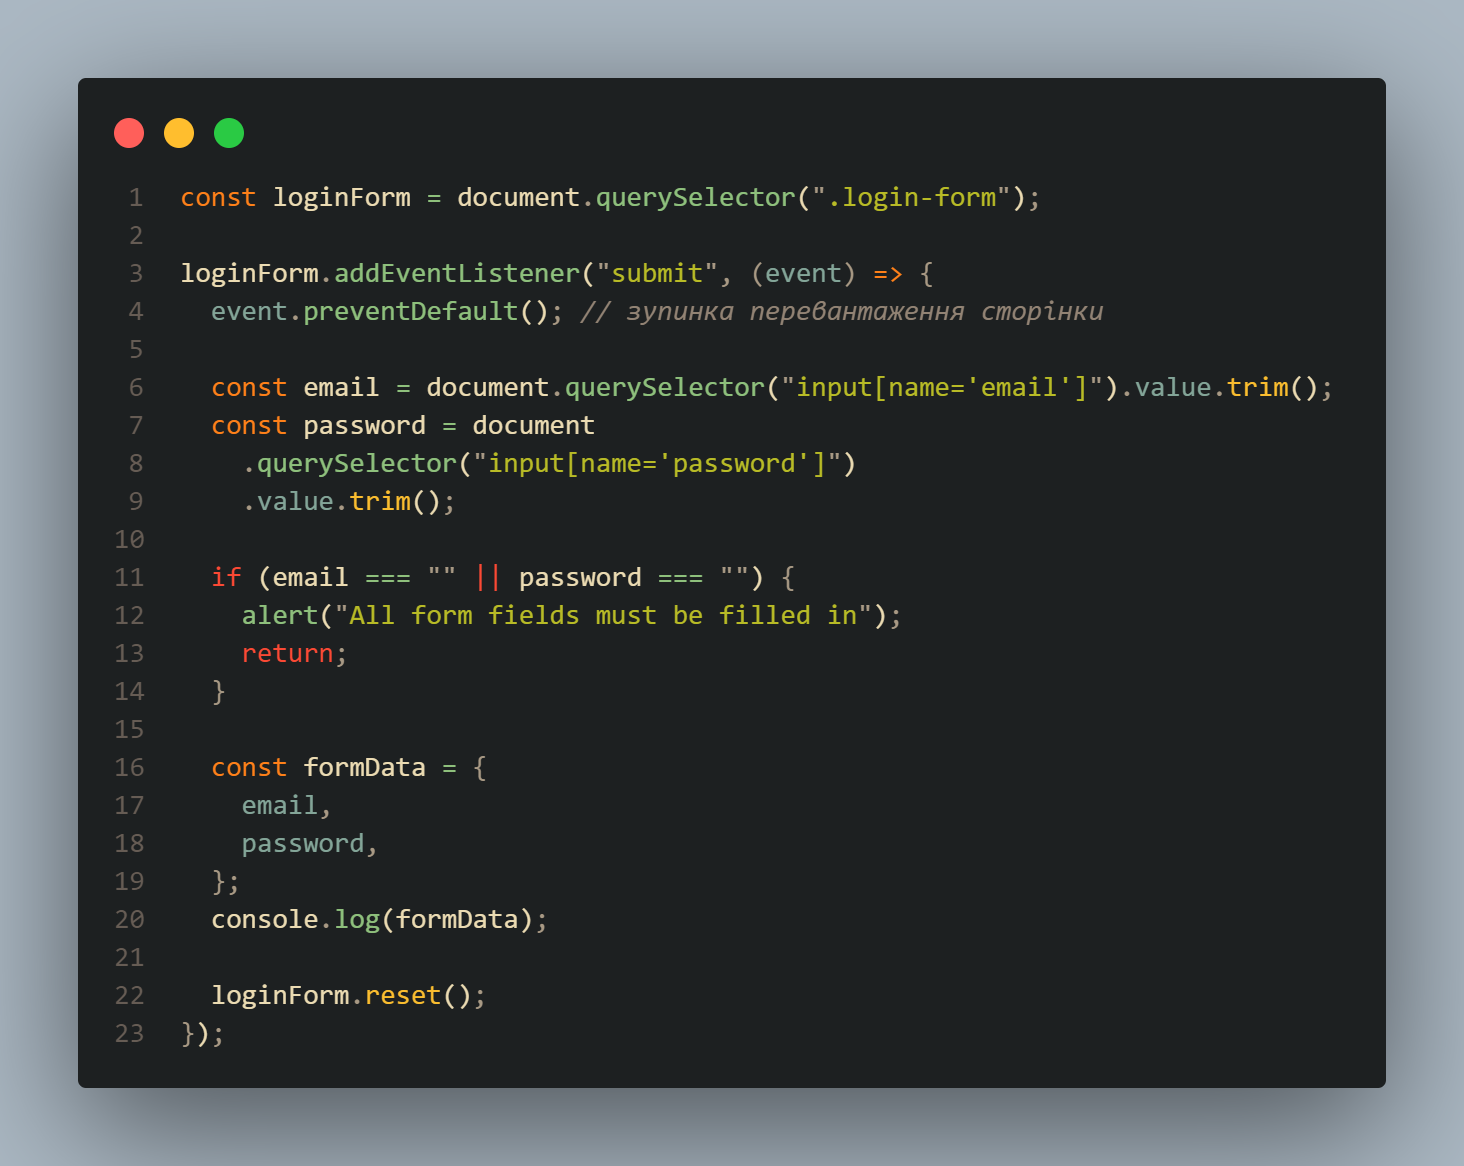 1 const loginForm = document.querySelector(".login-form");
2
3 loginForm.addEventListener("submit", (event) => {
4   event.preventDefault(); // зупинка перевантаження сторінки
5
6   const email = document.querySelector("input[name='email']").value.trim();
7   const password = document
8     .querySelector("input[name='password']")
9     .value.trim();
10
11   if (email === "" || password === "") {
12     alert("All form fields must be filled in");
13     return;
14   }
15
16   const formData = {
17     email,
18     password,
19   };
20   console.log(formData);
21
22   loginForm.reset();
23 });